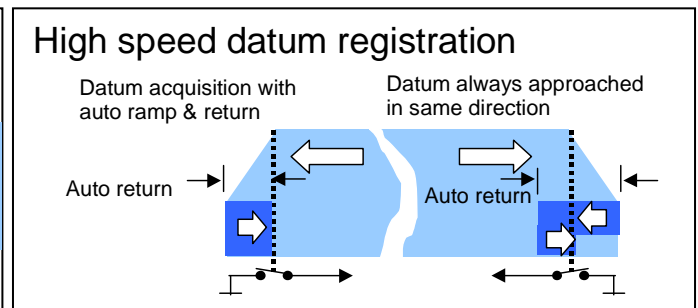 High speed datum registration
Datum acquisition with
auto ramp & return
Datum always approached
in same direction
Auto return
Auto return